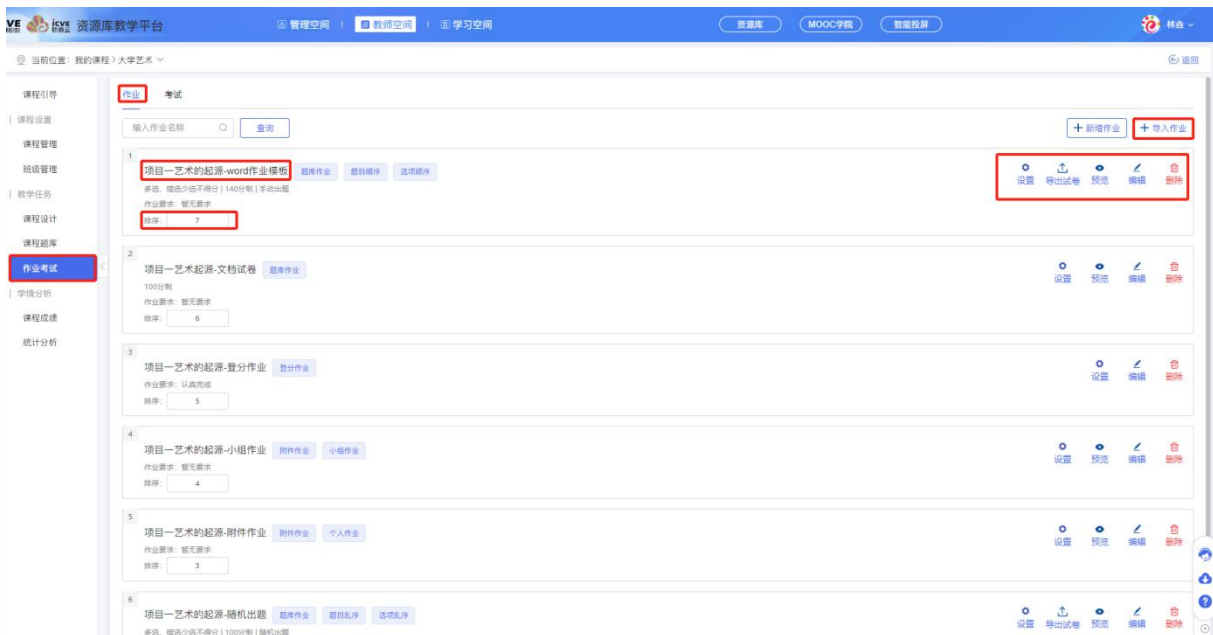 icve 资源库教学平台 管理空间 教师空间 学习空间 资源库 MOOC学院 智能投屏
当前位置：我的课程 > 大学艺术 返回
课程引导
课程设置
课程管理
班级管理
教学任务
课程设计
课程题库
作业考试
学情分析
课程成绩
统计分析
作业 考试
输入作业名称 查询 + 新增作业 + 导入作业
1
项目一艺术的起源-word作业模板 题库作业 题目顺序 选项顺序 设置 导出试卷 预览 编辑 删除
多选、错选少选不得分 | 140分制 | 手动出题
作业要求：暂无要求
排序： 7
2
项目一艺术起源-文档试卷 题库作业 设置 预览 编辑 删除
100分制
作业要求：暂无要求
排序： 6
3
项目一艺术的起源-登分作业 登分作业 设置 编辑 删除
作业要求：认真完成
排序： 5
4
项目一艺术的起源-小组作业 附件作业 小组作业 设置 预览 编辑 删除
作业要求：暂无要求
排序： 4
5
项目一艺术的起源-附件作业 附件作业 个人作业 设置 预览 编辑 删除
作业要求：暂无要求
排序： 3
6
项目一艺术的起源-随机出题 题库作业 题目乱序 选项乱序 设置 导出试卷 预览 编辑 删除
多选、错选少选不得分 | 100分制 | 随机出题